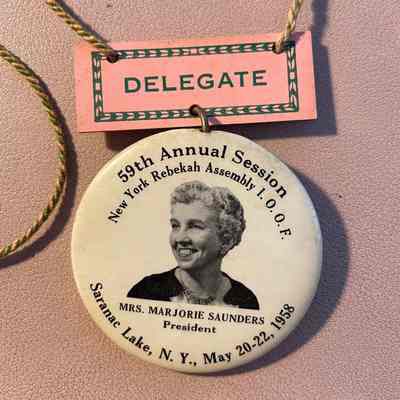 DELEGATE
59th Annual Session
New York Rebekah Assembly I.O.O.F.
MRS. MARJORIE SAUNDERS
President
Saranac Lake, N. Y., May 20-22, 1958